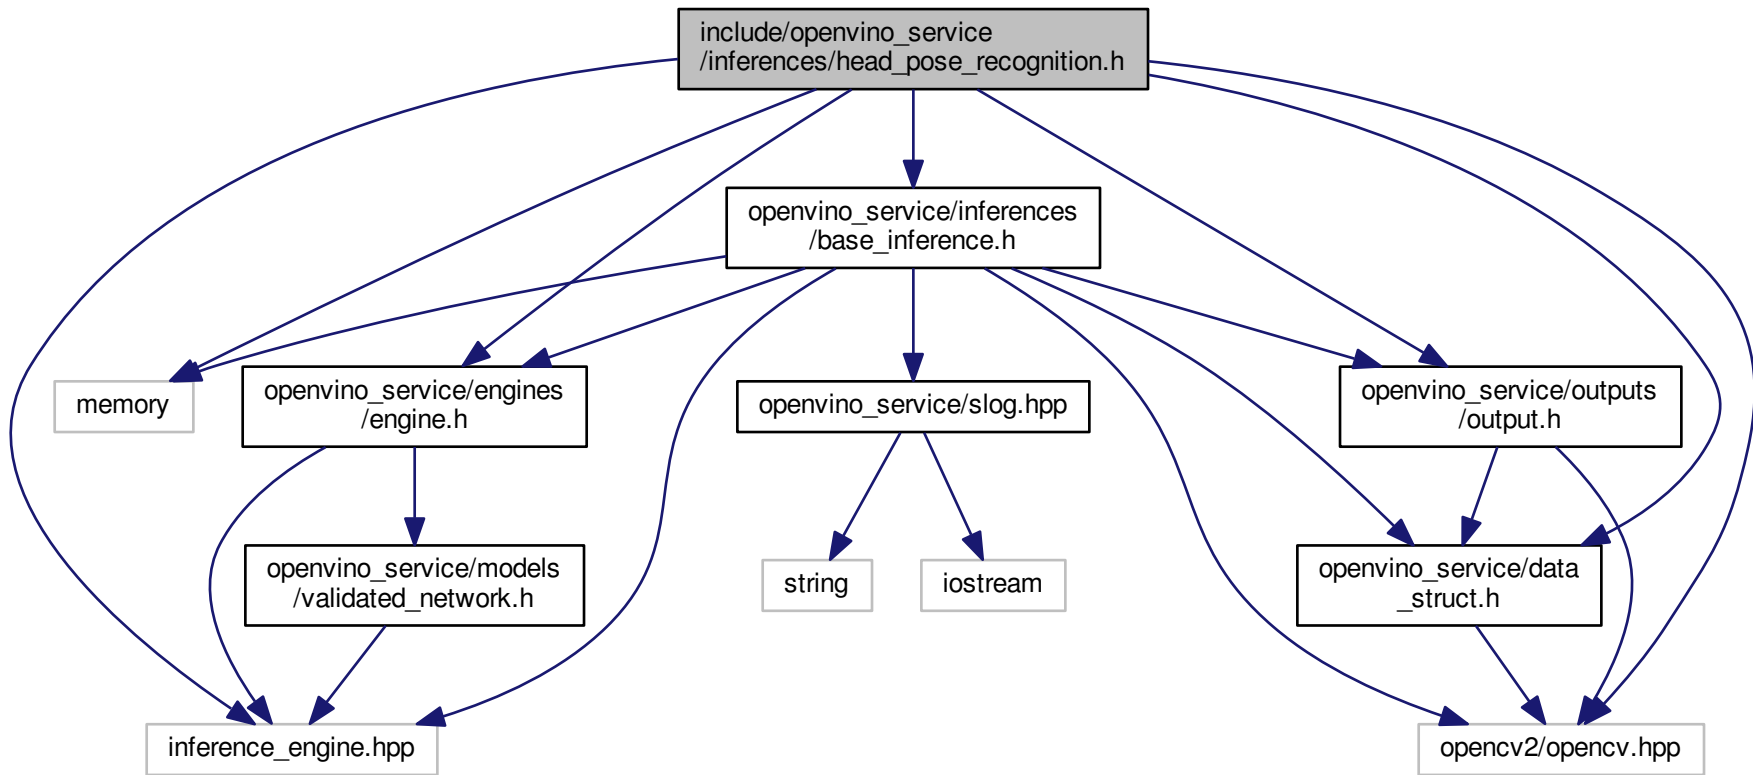 include/openvino_service
/inferences/head_pose_recognition.h
openvino_service/inferences
/base_inference.h
memory
openvino_service/engines
/engine.h
openvino_service/slog.hpp
openvino_service/outputs
/output.h
openvino_service/models
/validated_network.h
string
iostream
openvino_service/data
_struct.h
inference_engine.hpp
opencv2/opencv.hpp